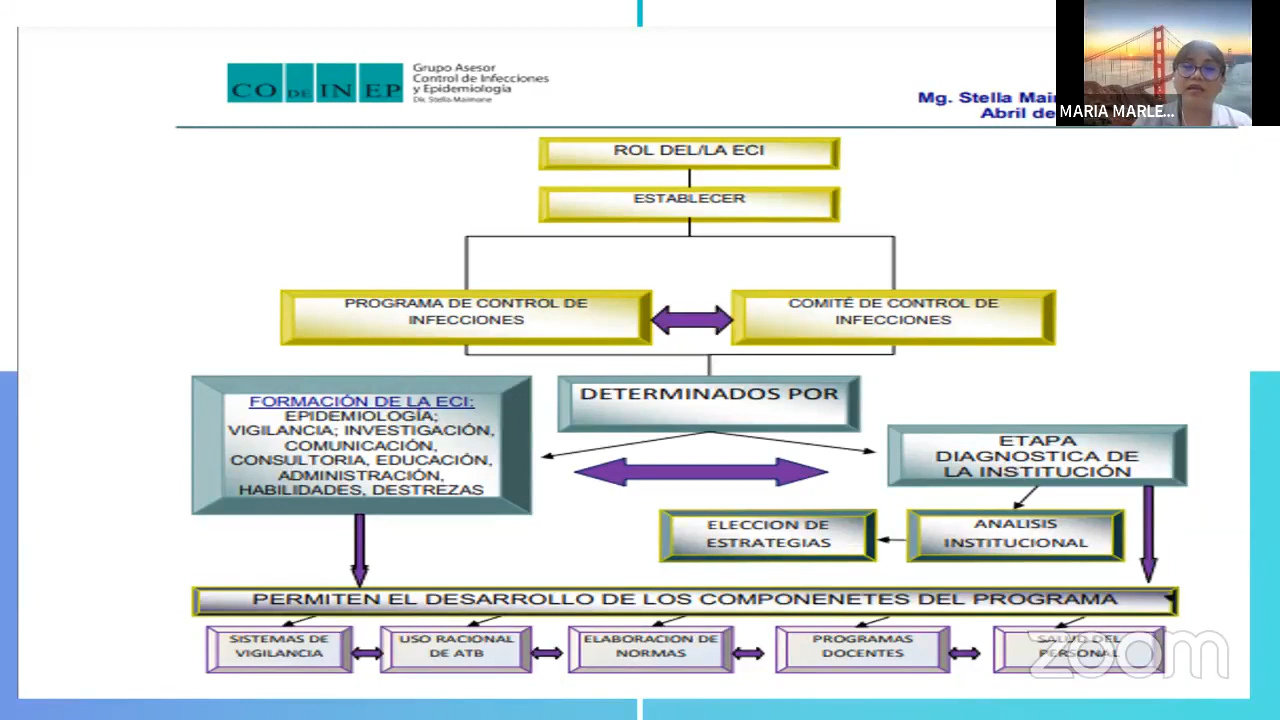 CO DE IN EP
Grupo Asesor
Control de Infecciones
y Epidemiología
Dir. Stella Maimone
Mg. Stella
Abril de
MARIA MARLE...
ROL DEL/LA ECI
ESTABLECER
PROGRAMA DE CONTROL DE
INFECCIONES
COMITÉ DE CONTROL DE
INFECCIONES
DETERMINADOS POR
FORMACIÓN DE LA ECI:
EPIDEMIOLOGÍA;
VIGILANCIA; INVESTIGACIÓN,
COMUNICACIÓN,
CONSULTORIA, EDUCACIÓN,
ADMINISTRACIÓN,
HABILIDADES, DESTREZAS
ETAPA
DIAGNOSTICA DE
LA INSTITUCIÓN
ELECCION DE
ESTRATEGIAS
ANALISIS
INSTITUCIONAL
PERMITEN EL DESARROLLO DE LOS COMPONENETES DEL PROGRAMA
SISTEMAS DE
VIGILANCIA
USO RACIONAL
DE ATB
ELABORACION DE
NORMAS
PROGRAMAS
DOCENTES
SALUD DEL
PERSONAL
zoom